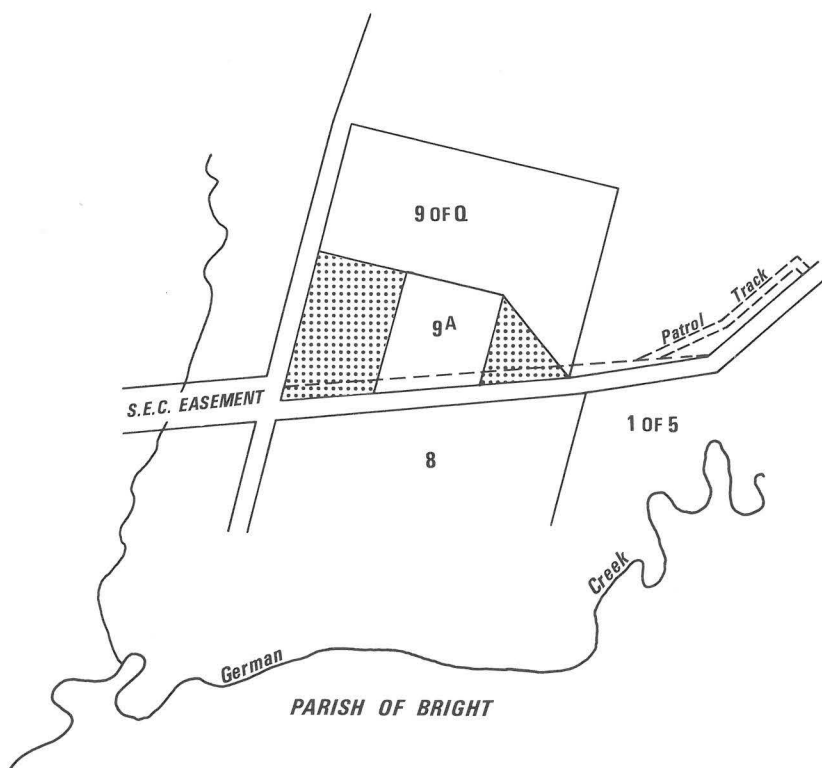 9 OF Q
Patrol Track
9A
S.E.C. EASEMENT
1 OF 5
8
German Creek
PARISH OF BRIGHT